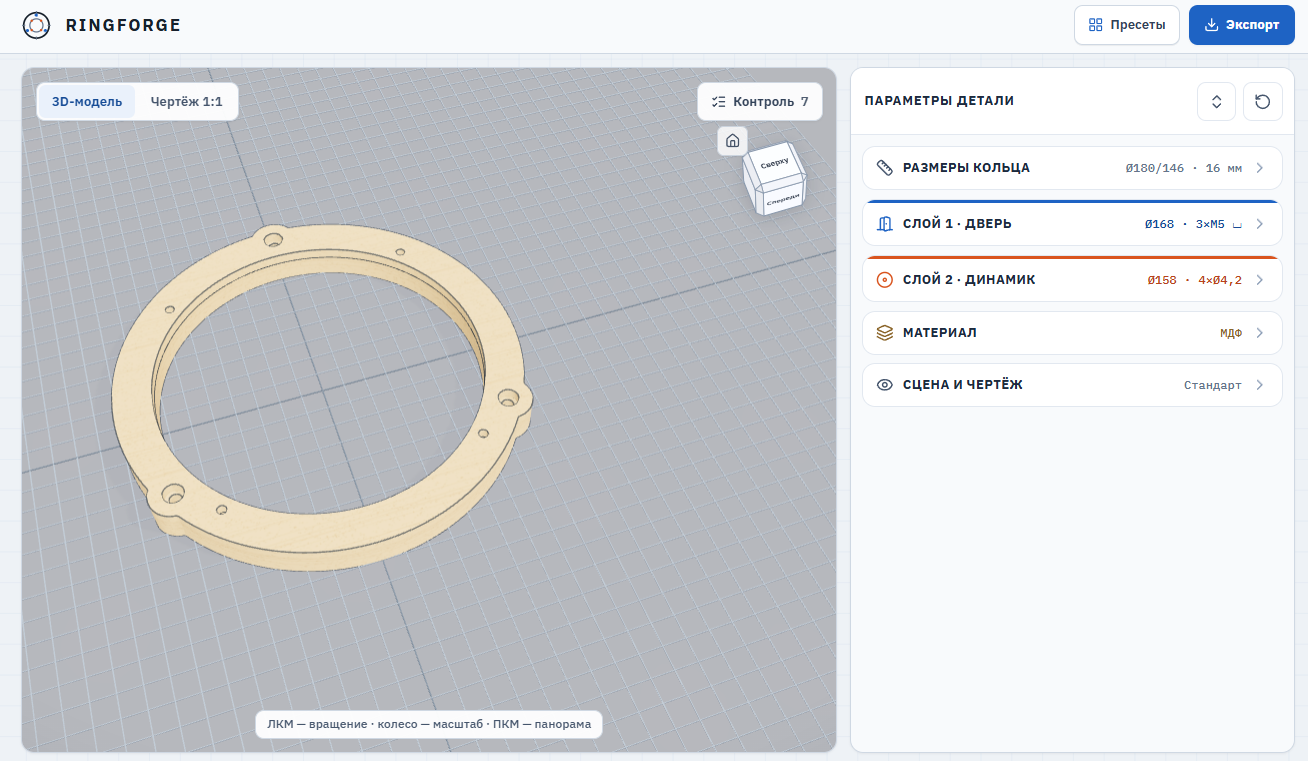 RINGFORGE
Пресеты
Экспорт
3D-модель
Чертёж 1:1
Контроль 7
Сверху
Спереди
ЛКМ — вращение · колесо — масштаб · ПКМ — панорама
ПАРАМЕТРЫ ДЕТАЛИ
РАЗМЕРЫ КОЛЬЦА
Ø180/146 · 16 мм
СЛОЙ 1 · ДВЕРЬ
Ø168 · 3×M5 ⌴
СЛОЙ 2 · ДИНАМИК
Ø158 · 4×Ø4,2
МАТЕРИАЛ
МДФ
СЦЕНА И ЧЕРТЁЖ
Стандарт